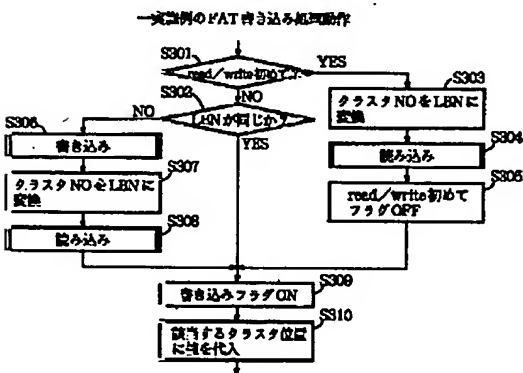 一実施例のFAT書き込み処理動作
S301
read/write初めて?
YES
NO
S302
LBNが同じか?
NO
YES
S303
クラスタNOをLBNに
変換
S304
読み込み
S305
read/write初めて
フラグOFF
S306
書き込み
S307
クラスタNOをLBNに
変換
S308
読み込み
S309
書き込みフラグON
S310
該当するクラスタ位置
に値を代入